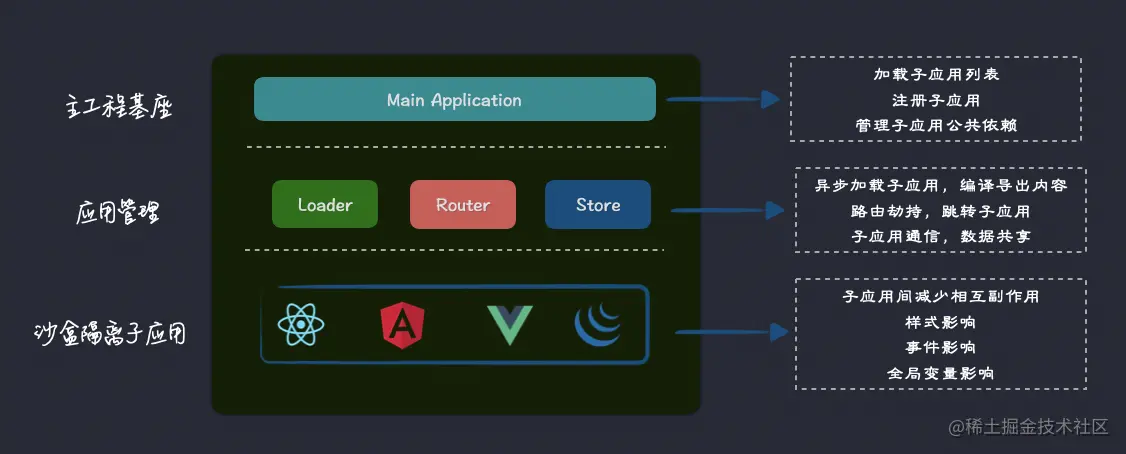 主工程基座
Main Application
加载子应用列表
注册子应用
管理子应用公共依赖
应用管理
Loader
Router
Store
异步加载子应用，编译导出内容
路由劫持，跳转子应用
子应用通信，数据共享
沙盒隔离子应用
子应用间减少相互副作用
样式影响
事件影响
全局变量影响
@稀土掘金技术社区